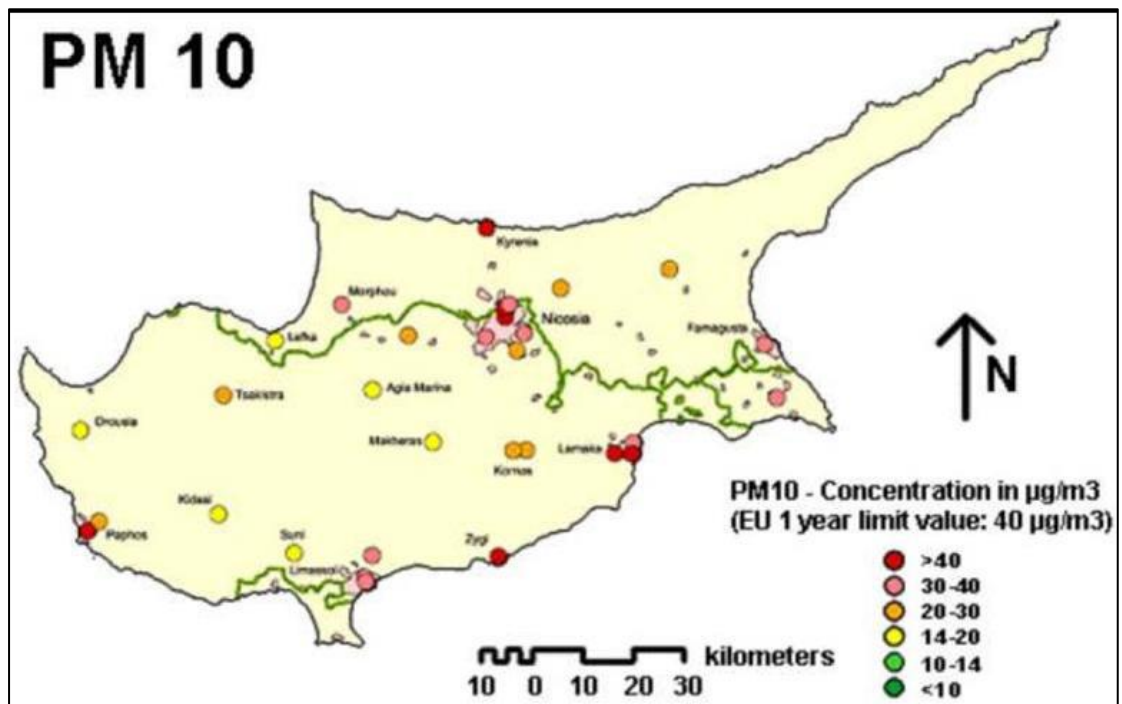 PM 10
Kyrenia
Morphou
Nicosia
Lefka
Famagusta
Tsakistra
Agia Marina
Drousia
Makheras
Larnaka
Kornos
Kidasi
Paphos
Suni
Zygi
Limassol
PM10 - Concentration in µg/m3
(EU 1 year limit value: 40 µg/m3)
>40
30-40
20-30
14-20
10-14
<10
N
kilometers
10 0 10 20 30